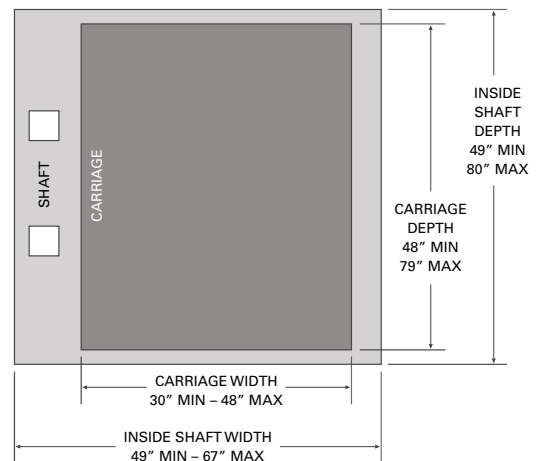 INSIDE
SHAFT
DEPTH
49″ MIN
80″ MAX
SHAFT
CARRIAGE
CARRIAGE
DEPTH
48″ MIN
79″ MAX
CARRIAGE WIDTH
30″ MIN – 48″ MAX
INSIDE SHAFT WIDTH
49″ MIN – 67″ MAX